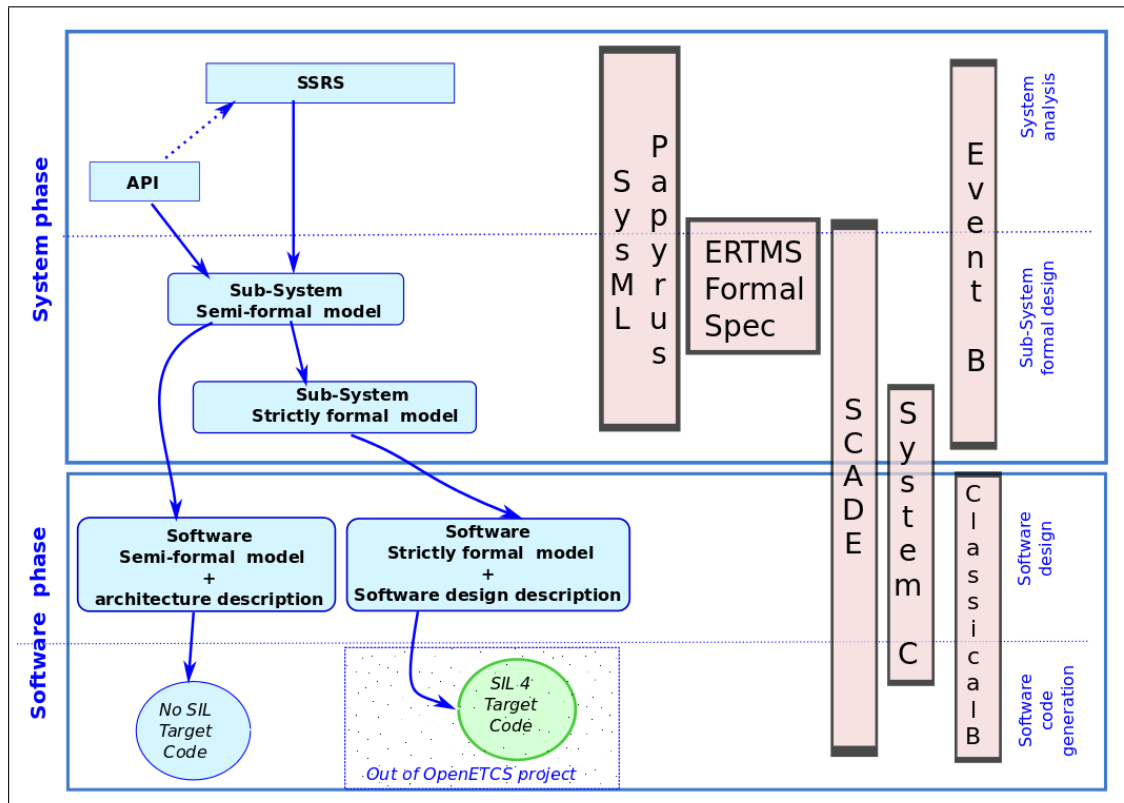 System phase
SSRS
API
Sub-System
Semi-formal model
Sub-System
Strictly formal model
SysML
Papyrus
ERTMS
Formal
Spec
SCADE
System C
Event B
System
analysis
Sub-System
formal design
Software phase
Software
Semi-formal model
+
architecture description
Software
Strictly formal model
+
Software design description
No SIL
Target
Code
SIL 4
Target
Code
Out of OpenETCS project
ClassicalB
Software
design
Software
code
generation